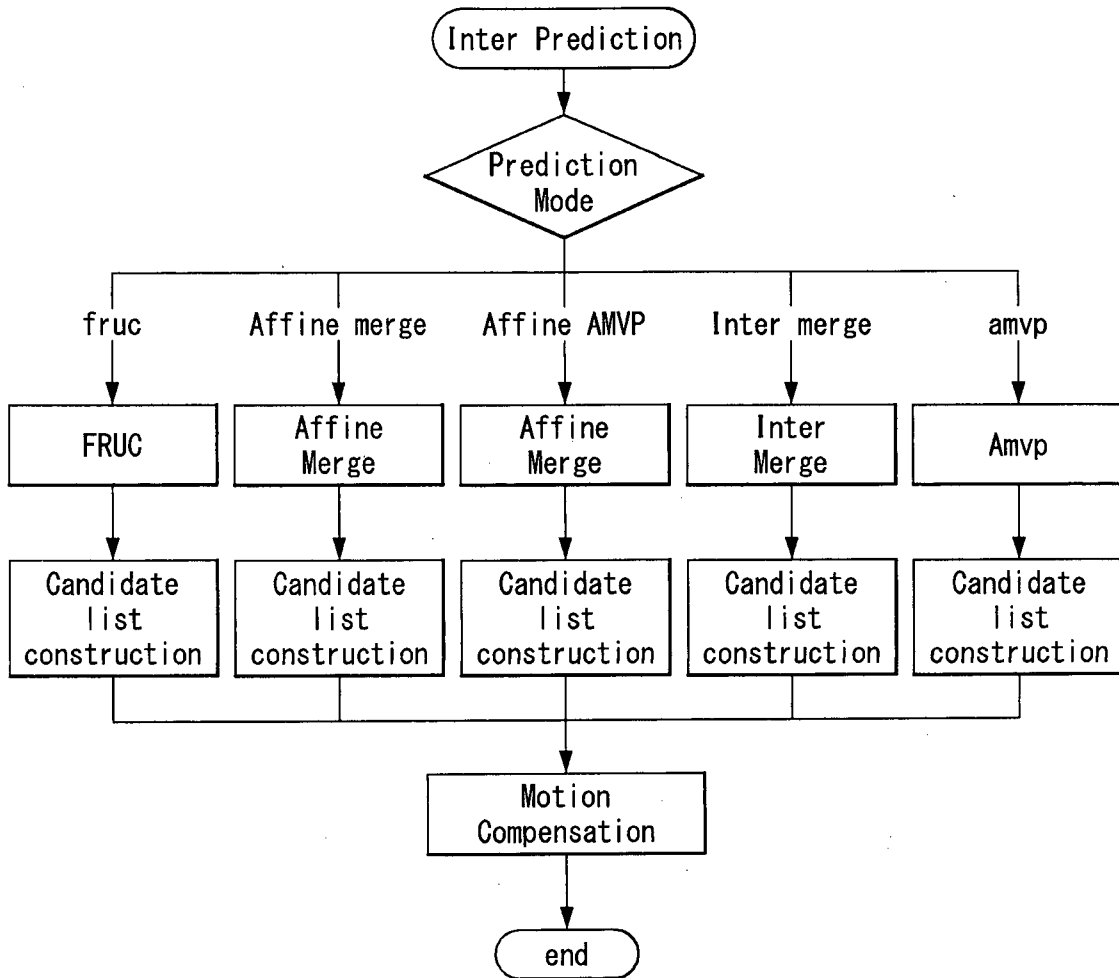 Inter Prediction
Prediction
Mode
fruc
Affine merge
Affine AMVP
Inter merge
amvp
FRUC
Affine
Merge
Affine
Merge
Inter
Merge
Amvp
Candidate
list
construction
Candidate
list
construction
Candidate
list
construction
Candidate
list
construction
Candidate
list
construction
Motion
Compensation
end